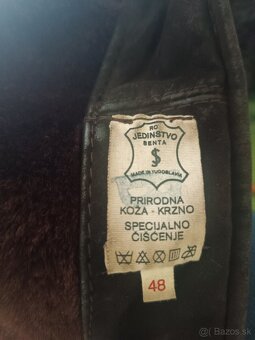 RO
JEDINSTVO
SENTA
S
MADE IN YUGOSLAVIA
PRIRODNA
KOŽA - KRZNO
SPECIJALNO
ČIŠĆENJE
48
bazos.sk